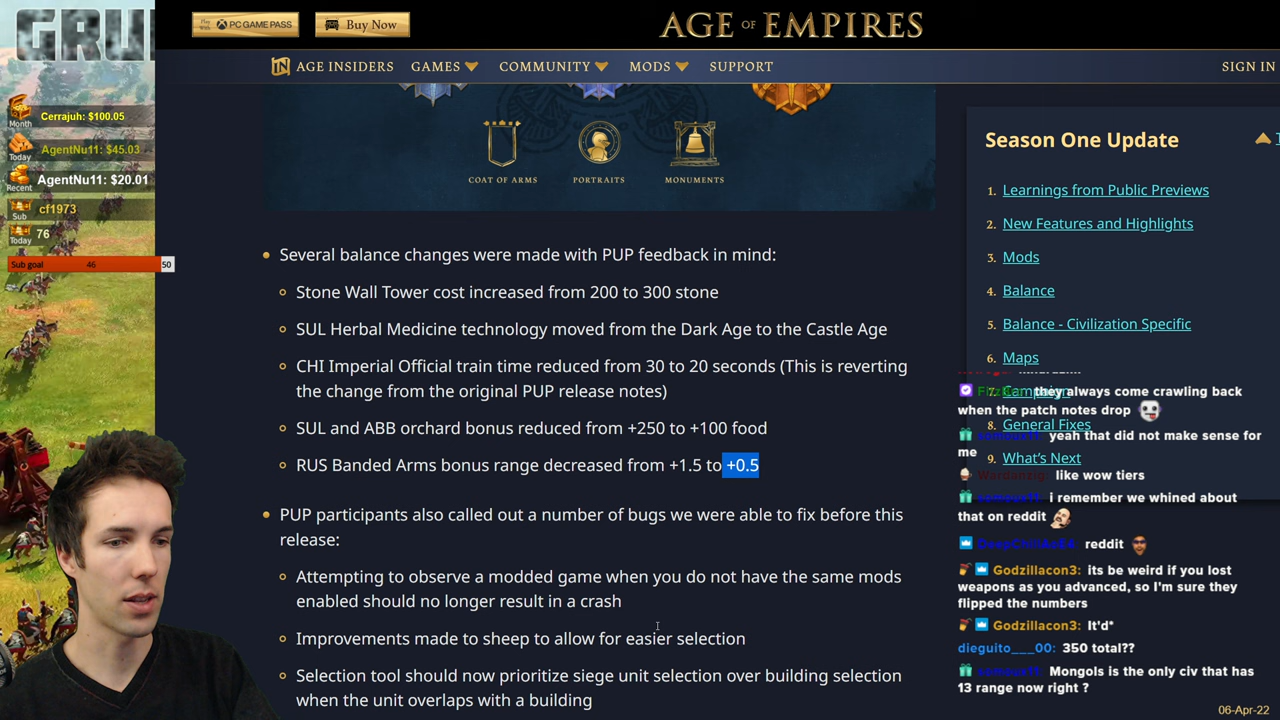 GRU
PLAY WITH PC GAME PASS
Buy Now
AGE OF EMPIRES
AGE INSIDERS
GAMES
COMMUNITY
MODS
SUPPORT
SIGN IN
Month
Cerrajuh: $100.05
Today
AgentNu11: $45.03
Recent
AgentNu11: $20.01
Sub
cf1973
Today
76
Sub goal 46 50
COAT OF ARMS
PORTRAITS
MONUMENTS
Several balance changes were made with PUP feedback in mind:
Stone Wall Tower cost increased from 200 to 300 stone
SUL Herbal Medicine technology moved from the Dark Age to the Castle Age
CHI Imperial Official train time reduced from 30 to 20 seconds (This is reverting
the change from the original PUP release notes)
SUL and ABB orchard bonus reduced from +250 to +100 food
RUS Banded Arms bonus range decreased from +1.5 to +0.5
PUP participants also called out a number of bugs we were able to fix before this
release:
Attempting to observe a modded game when you do not have the same mods
enabled should no longer result in a crash
Improvements made to sheep to allow for easier selection
Selection tool should now prioritize siege unit selection over building selection
when the unit overlaps with a building
Season One Update
1. Learnings from Public Previews
2. New Features and Highlights
3. Mods
4. Balance
5. Balance - Civilization Specific
6. Maps
7. Campaign
8. General Fixes
9. What's Next
they always come crawling back
when the patch notes drop
yeah that did not make sense for
me
like wow tiers
i remember we whined about
that on reddit
reddit
Godzillacon3: its be weird if you lost
weapons as you advanced, so I'm sure they
flipped the numbers
Godzillacon3: It'd*
dieguito___00: 350 total??
Mongols is the only civ that has
13 range now right ?
06-Apr-22